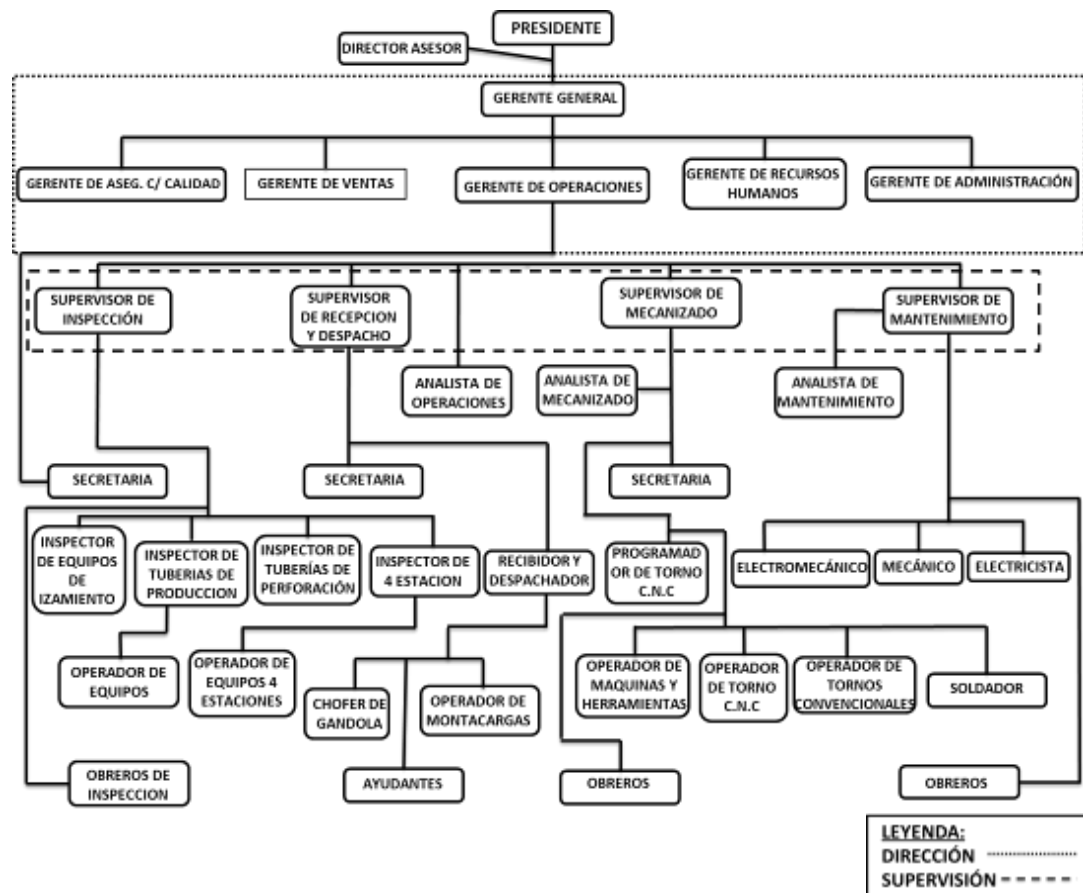 PRESIDENTE
DIRECTOR ASESOR
GERENTE GENERAL
GERENTE DE ASEG. C/ CALIDAD
GERENTE DE VENTAS
GERENTE DE OPERACIONES
GERENTE DE RECURSOS
HUMANOS
GERENTE DE ADMINISTRACIÓN
SUPERVISOR DE
INSPECCIÓN
SUPERVISOR
DE RECEPCION
Y DESPACHO
SUPERVISOR DE
MECANIZADO
SUPERVISOR DE
MANTENIMIENTO
ANALISTA DE
OPERACIONES
ANALISTA DE
MECANIZADO
ANALISTA DE
MANTENIMIENTO
SECRETARIA
SECRETARIA
SECRETARIA
INSPECTOR
DE EQUIPOS
DE
IZAMIENTO
INSPECTOR DE
TUBERIAS DE
PRODUCCION
INSPECTOR DE
TUBERÍAS DE
PERFORACIÓN
INSPECTOR DE
4 ESTACION
RECIBIDOR Y
DESPACHADOR
PROGRAMAD
OR DE TORNO
C.N.C
ELECTROMECÁNICO
MECÁNICO
ELECTRICISTA
OPERADOR DE
EQUIPOS
OPERADOR DE
EQUIPOS 4
ESTACIONES
CHOFER DE
GANDOLA
OPERADOR DE
MONTACARGAS
OPERADOR DE
MAQUINAS Y
HERRAMIENTAS
OPERADOR
DE TORNO
C.N.C
OPERADOR DE
TORNOS
CONVENCIONALES
SOLDADOR
OBREROS DE
INSPECCION
AYUDANTES
OBREROS
OBREROS
LEYENDA:
DIRECCIÓN
SUPERVISIÓN